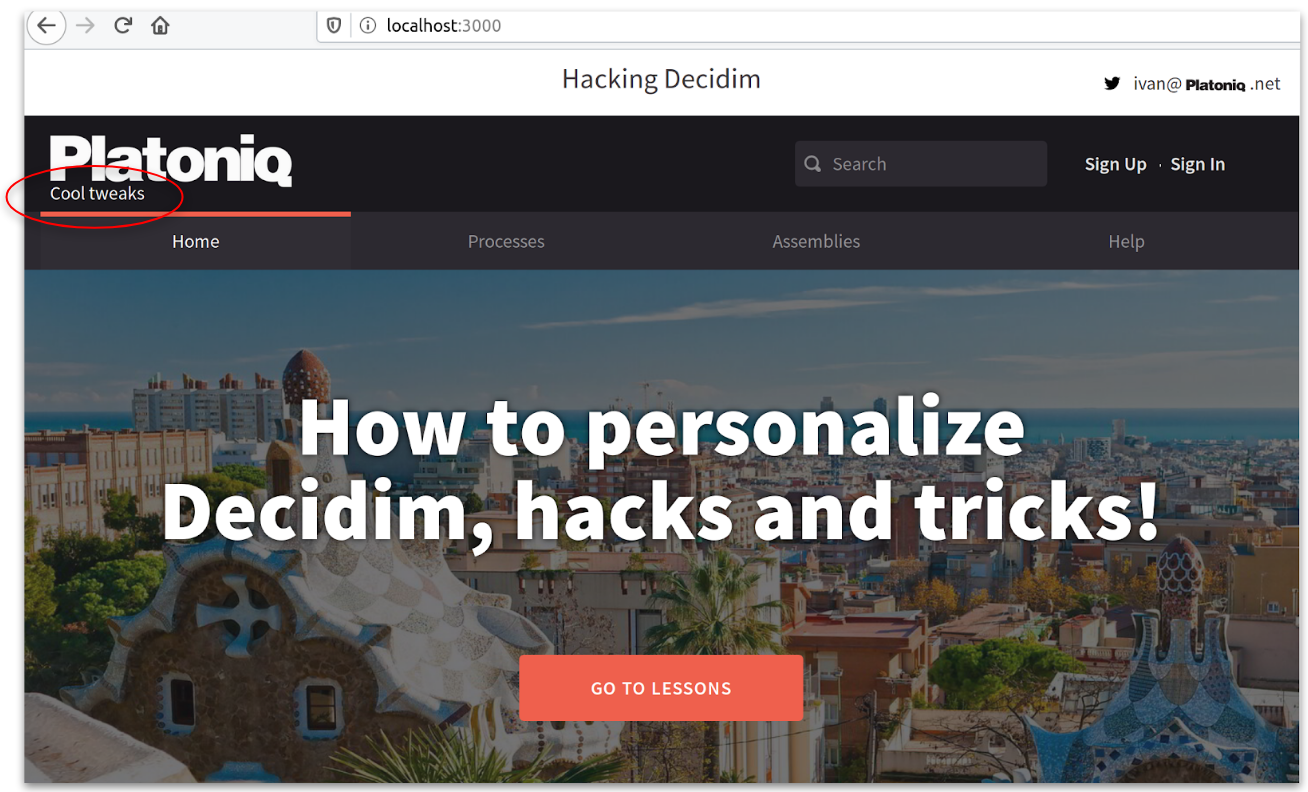 localhost:3000
Hacking Decidim
ivan@ Platoniq .net
Platoniq
Cool tweaks
Search
Sign Up · Sign In
Home Processes Assemblies Help
How to personalize
Decidim, hacks and tricks!
GO TO LESSONS